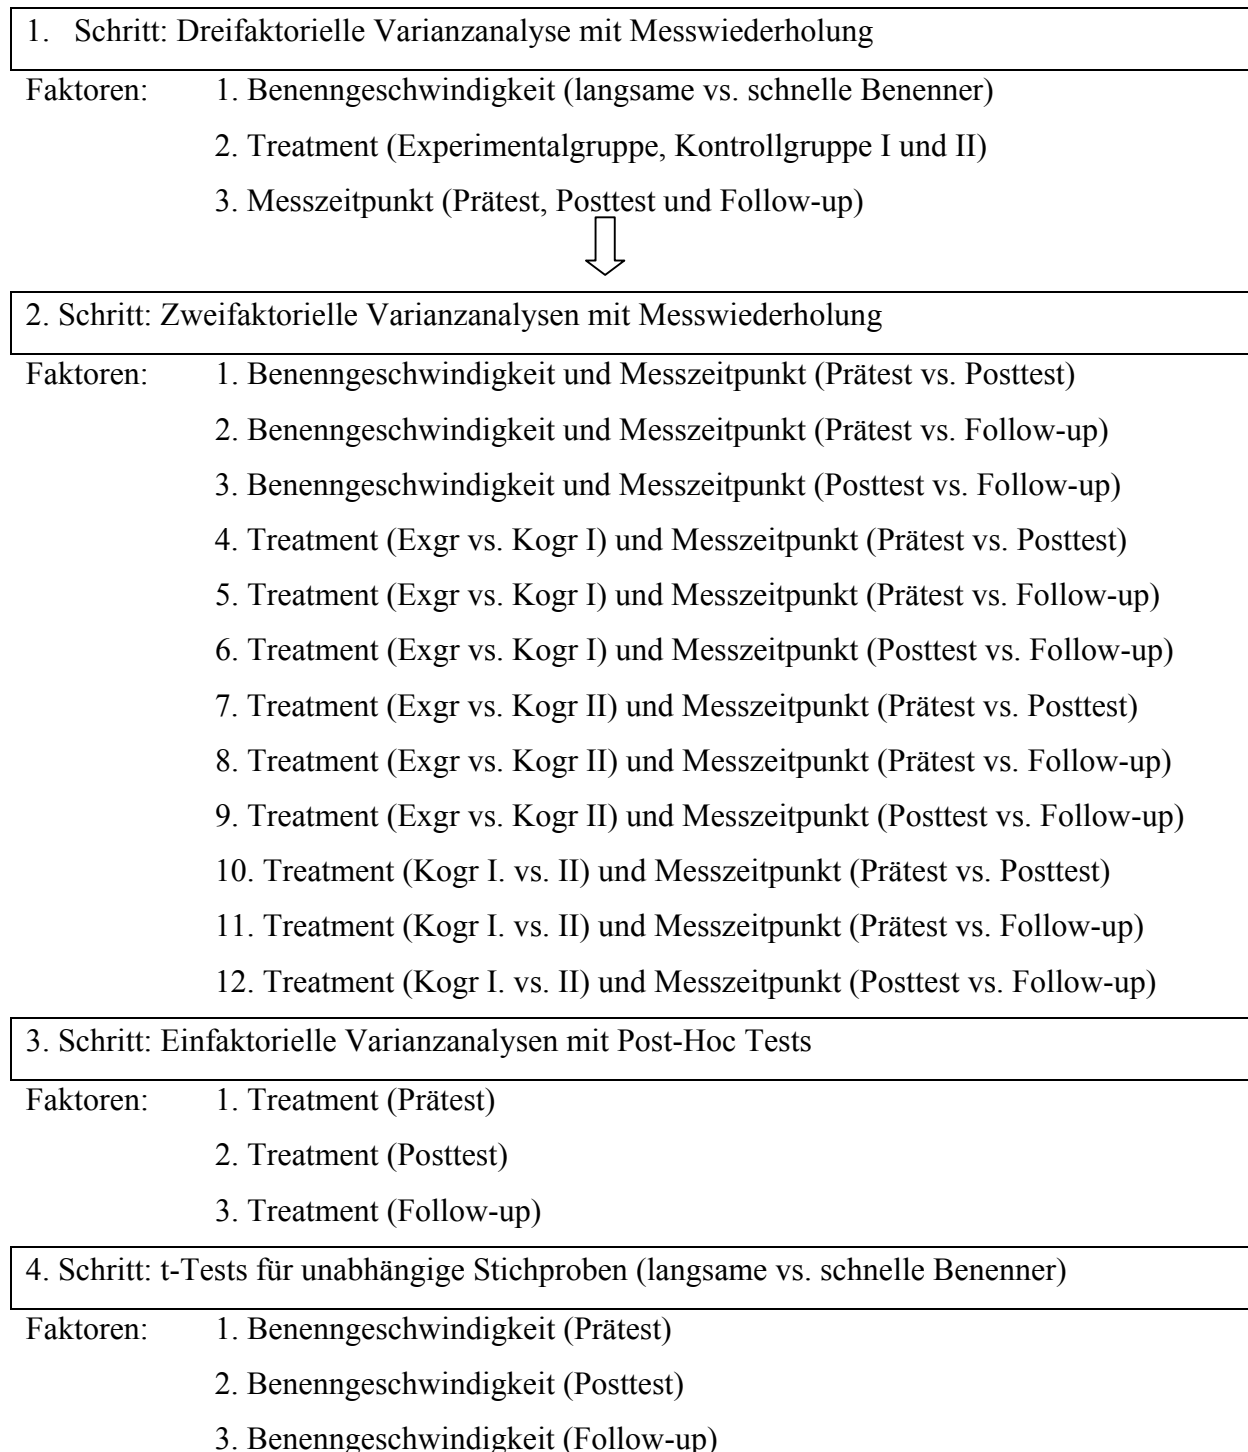 1. Schritt: Dreifaktorielle Varianzanalyse mit Messwiederholung
Faktoren: 1. Benenngeschwindigkeit (langsame vs. schnelle Benenner)
2. Treatment (Experimentalgruppe, Kontrollgruppe I und II)
3. Messzeitpunkt (Prätest, Posttest und Follow-up)
2. Schritt: Zweifaktorielle Varianzanalysen mit Messwiederholung
Faktoren: 1. Benenngeschwindigkeit und Messzeitpunkt (Prätest vs. Posttest)
2. Benenngeschwindigkeit und Messzeitpunkt (Prätest vs. Follow-up)
3. Benenngeschwindigkeit und Messzeitpunkt (Posttest vs. Follow-up)
4. Treatment (Exgr vs. Kogr I) und Messzeitpunkt (Prätest vs. Posttest)
5. Treatment (Exgr vs. Kogr I) und Messzeitpunkt (Prätest vs. Follow-up)
6. Treatment (Exgr vs. Kogr I) und Messzeitpunkt (Posttest vs. Follow-up)
7. Treatment (Exgr vs. Kogr II) und Messzeitpunkt (Prätest vs. Posttest)
8. Treatment (Exgr vs. Kogr II) und Messzeitpunkt (Prätest vs. Follow-up)
9. Treatment (Exgr vs. Kogr II) und Messzeitpunkt (Posttest vs. Follow-up)
10. Treatment (Kogr I. vs. II) und Messzeitpunkt (Prätest vs. Posttest)
11. Treatment (Kogr I. vs. II) und Messzeitpunkt (Prätest vs. Follow-up)
12. Treatment (Kogr I. vs. II) und Messzeitpunkt (Posttest vs. Follow-up)
3. Schritt: Einfaktorielle Varianzanalysen mit Post-Hoc Tests
Faktoren: 1. Treatment (Prätest)
2. Treatment (Posttest)
3. Treatment (Follow-up)
4. Schritt: t-Tests für unabhängige Stichproben (langsame vs. schnelle Benenner)
Faktoren: 1. Benenngeschwindigkeit (Prätest)
2. Benenngeschwindigkeit (Posttest)
3. Benenngeschwindigkeit (Follow-up)